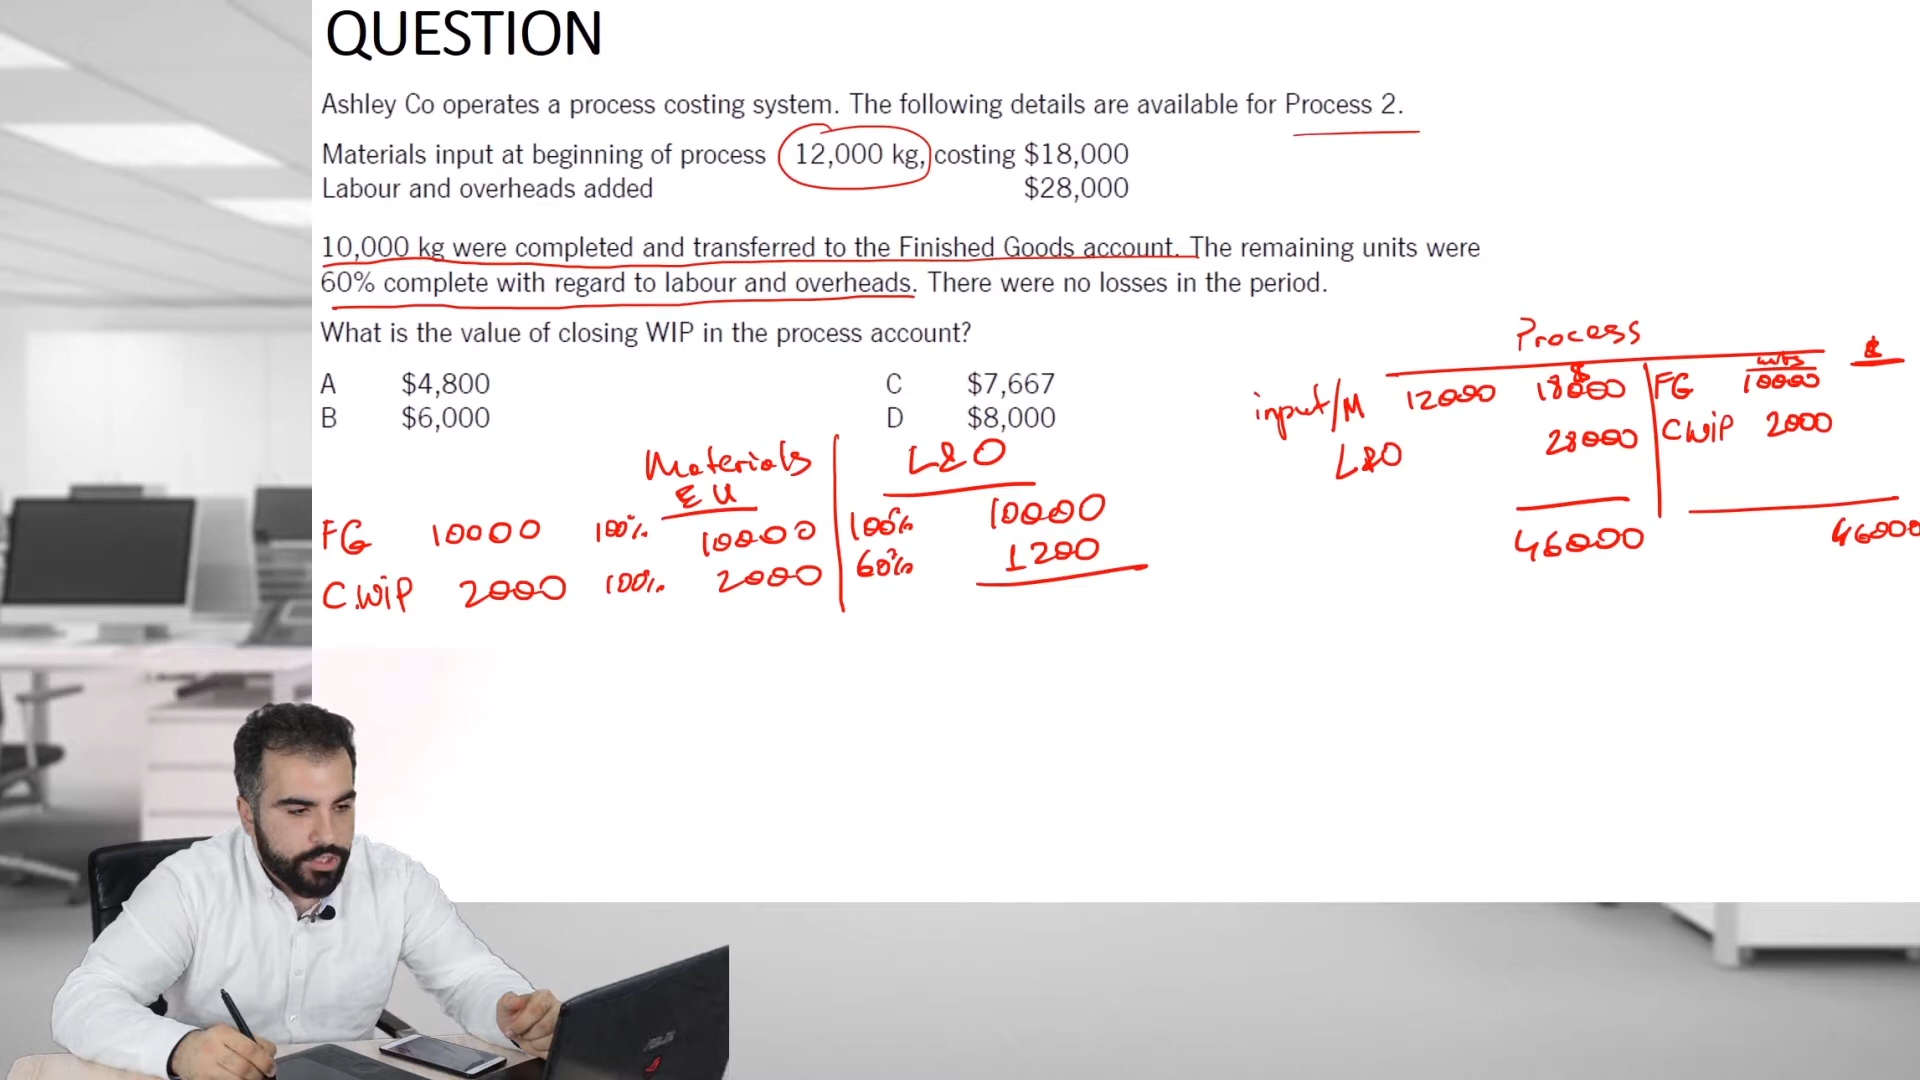 QUESTION
Ashley Co operates a process costing system. The following details are available for Process 2.
Materials input at beginning of process 12,000 kg, costing $18,000
Labour and overheads added $28,000
10,000 kg were completed and transferred to the Finished Goods account. The remaining units were
60% complete with regard to labour and overheads. There were no losses in the period.
What is the value of closing WIP in the process account?
A $4,800 C $7,667
B $6,000 D $8,000
Process
units $
$
input/M 12000 18000 FG 10000
L&O 28000 CWIP 2000
46000 46000
Materials L&O
EU
FG 10000 100% 10000 100% 10000
C.WIP 2000 100% 2000 60% 1200
ASUS